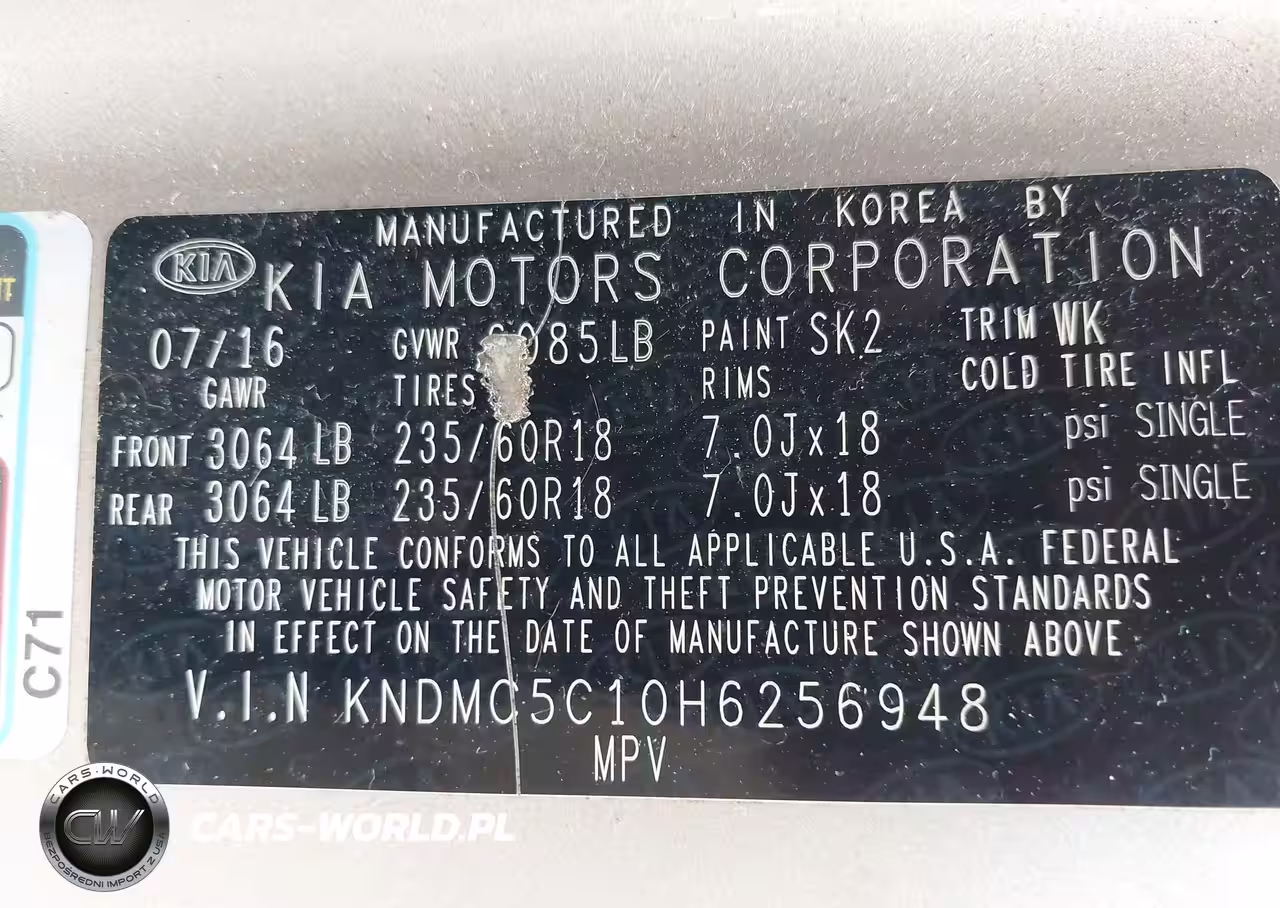 MANUFACTURED IN KOREA BY
KIA KIA MOTORS CORPORATION
07/16 GVWR PAINT SK2 TRIM WK
GAWR TIRES RIMS COLD TIRE INFL
FRONT 3064 LB 235/60R18 7.0Jx18 psi SINGLE
REAR 3064 LB 235/60R18 7.0Jx18 psi SINGLE
THIS VEHICLE CONFORMS TO ALL APPLICABLE U.S.A. FEDERAL
MOTOR VEHICLE SAFETY AND THEFT PREVENTION STANDARDS
IN EFFECT ON THE DATE OF MANUFACTURE SHOWN ABOVE
V.I.N KNDMC5C10H6256948
MPV
C71
CARS-WORLD
CW
BEZPOŚREDNI IMPORT Z USA
CARS-WORLD.PL